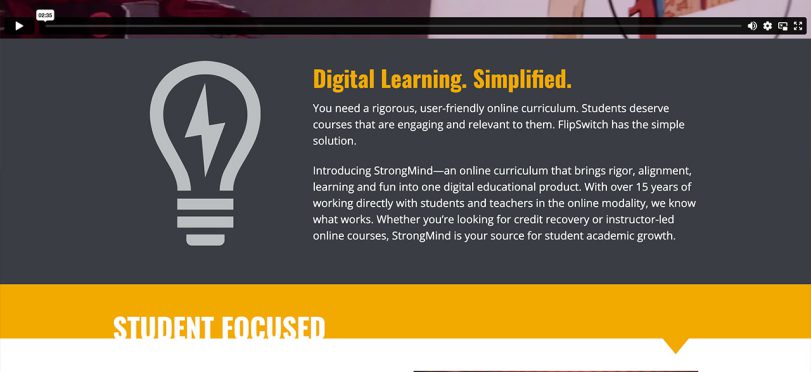 02:35
Digital Learning. Simplified.
You need a rigorous, user-friendly online curriculum. Students deserve
courses that are engaging and relevant to them. FlipSwitch has the simple
solution.
Introducing StrongMind—an online curriculum that brings rigor, alignment,
learning and fun into one digital educational product. With over 15 years of
working directly with students and teachers in the online modality, we know
what works. Whether you’re looking for credit recovery or instructor-led
online courses, StrongMind is your source for student academic growth.
STUDENT FOCUSED